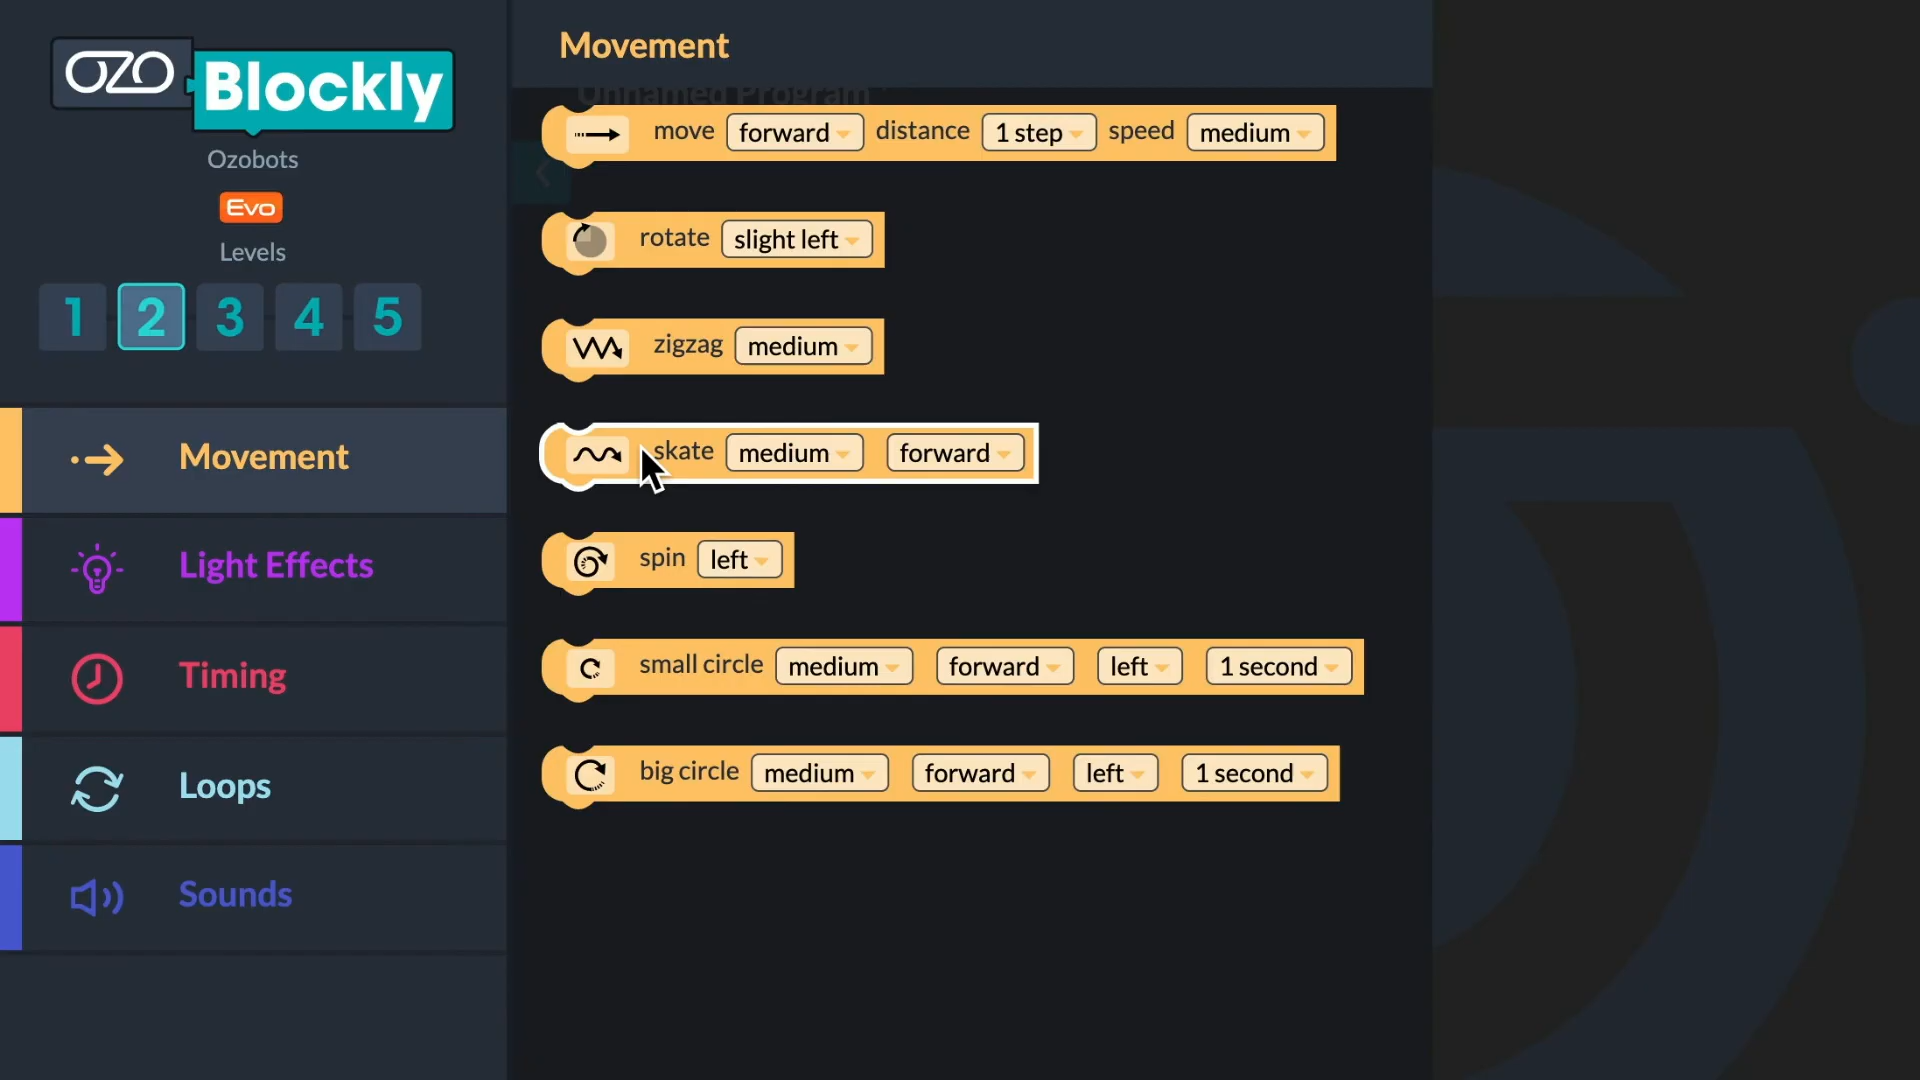 OZO Blockly
Ozobots
Evo
Levels
1 2 3 4 5
Movement
Light Effects
Timing
Loops
Sounds
Movement
Unnamed Program
move forward distance 1 step speed medium
rotate slight left
zigzag medium
skate medium forward
spin left
small circle medium forward left 1 second
big circle medium forward left 1 second